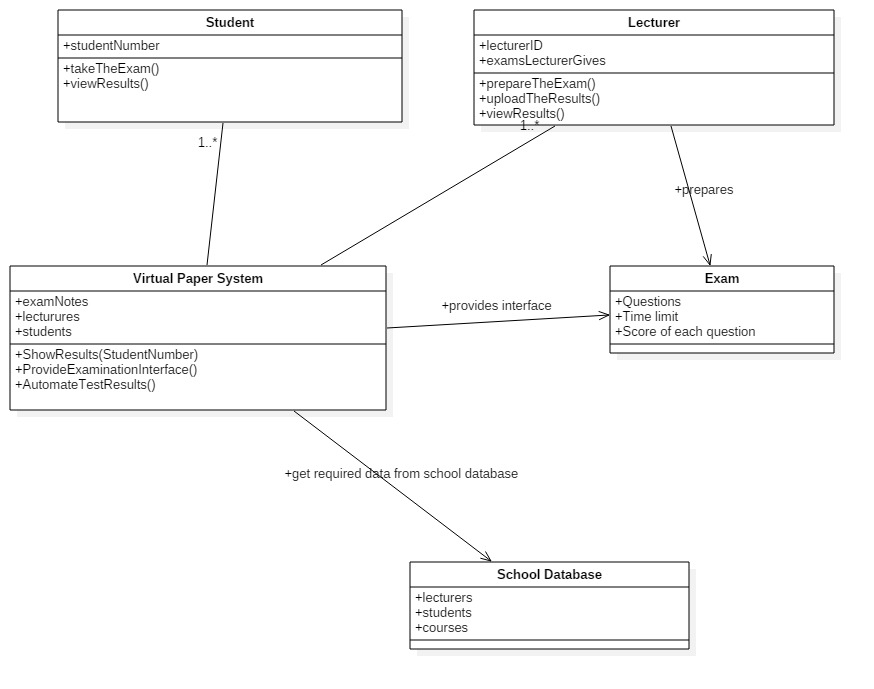 Student
+studentNumber
+takeTheExam()
+viewResults()
Lecturer
+lecturerID
+examsLecturerGives
+prepareTheExam()
+uploadTheResults()
+viewResults()
1..*
1..*
+prepares
Virtual Paper System
+examNotes
+lecturures
+students
+ShowResults(StudentNumber)
+ProvideExaminationInterface()
+AutomateTestResults()
+provides interface
Exam
+Questions
+Time limit
+Score of each question
+get required data from school database
School Database
+lecturers
+students
+courses